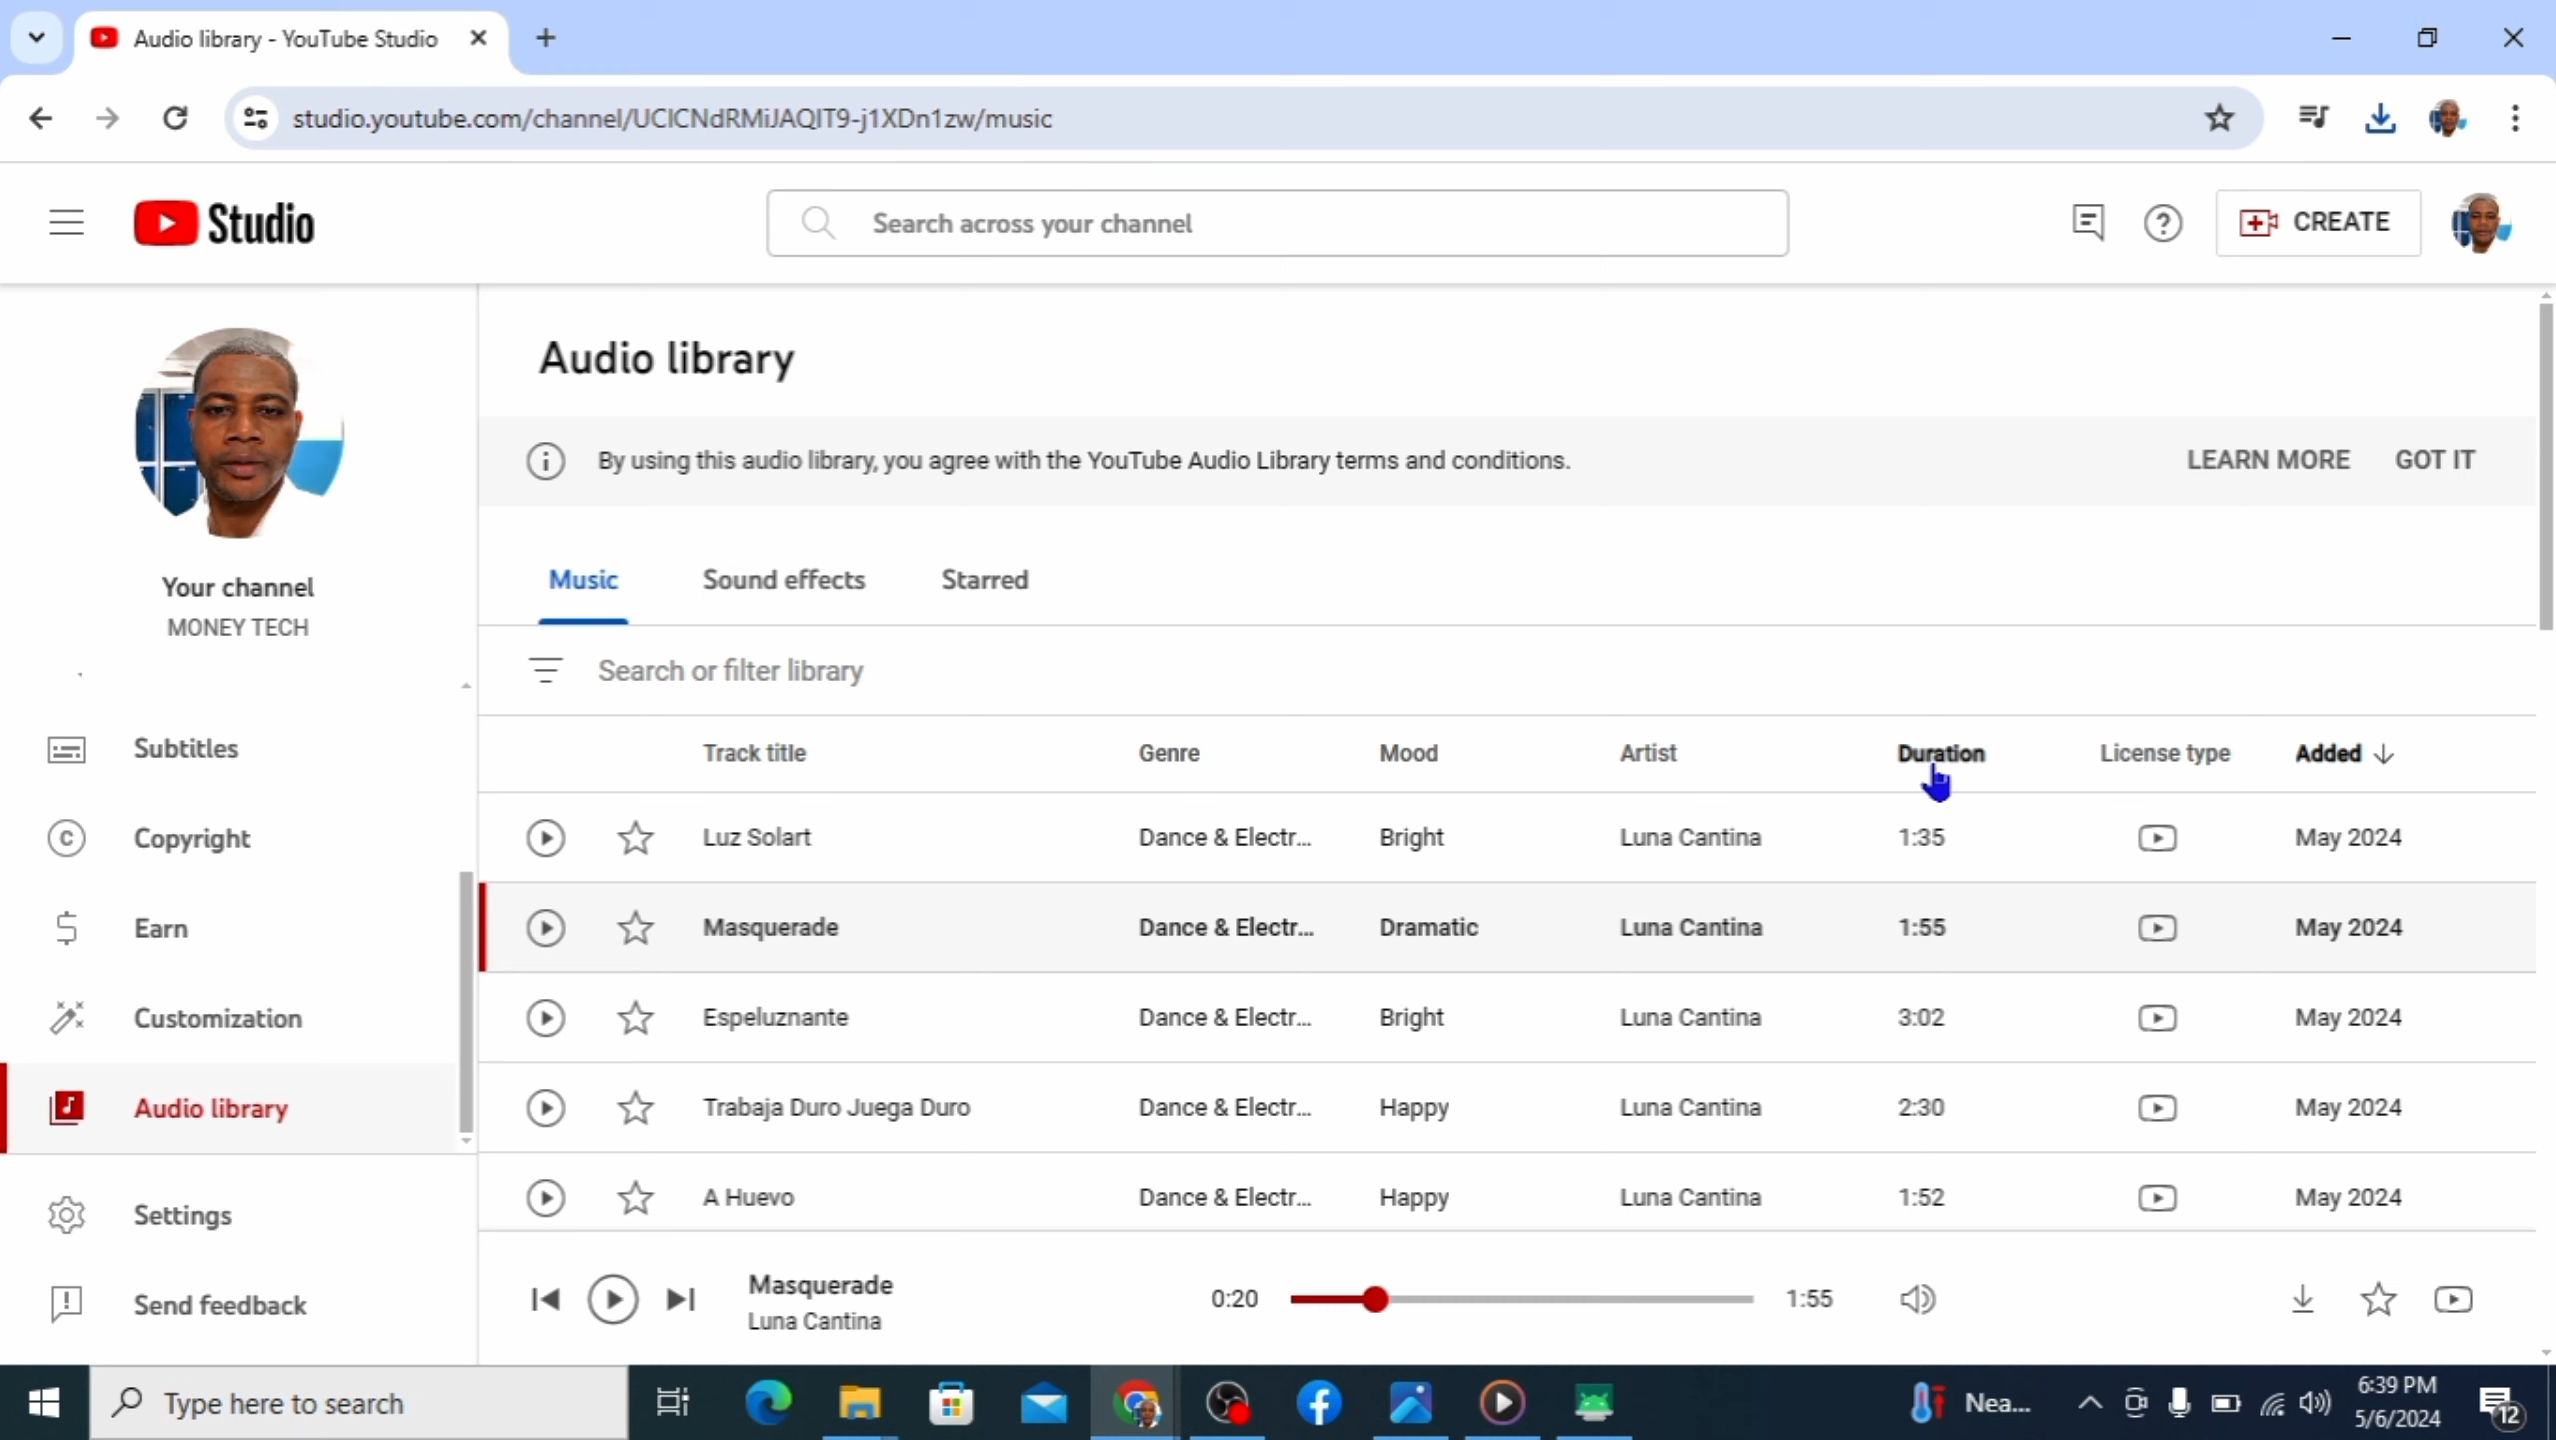 Audio library - YouTube Studio
studio.youtube.com/channel/UCICNdRMiJAQIT9-j1XDn1zw/music
Studio
Search across your channel
CREATE
Your channel
MONEY TECH
Subtitles
Copyright
Earn
Customization
Audio library
Settings
Send feedback
Audio library
By using this audio library, you agree with the YouTube Audio Library terms and conditions. LEARN MORE GOT IT
Music Sound effects Starred
Search or filter library
Track title Genre Mood Artist Duration License type Added
Luz Solart Dance & Electr... Bright Luna Cantina 1:35 May 2024
Masquerade Dance & Electr... Dramatic Luna Cantina 1:55 May 2024
Espeluznante Dance & Electr... Bright Luna Cantina 3:02 May 2024
Trabaja Duro Juega Duro Dance & Electr... Happy Luna Cantina 2:30 May 2024
A Huevo Dance & Electr... Happy Luna Cantina 1:52 May 2024
Masquerade
Luna Cantina
0:20 1:55
Type here to search
Nea...
6:39 PM
5/6/2024
12